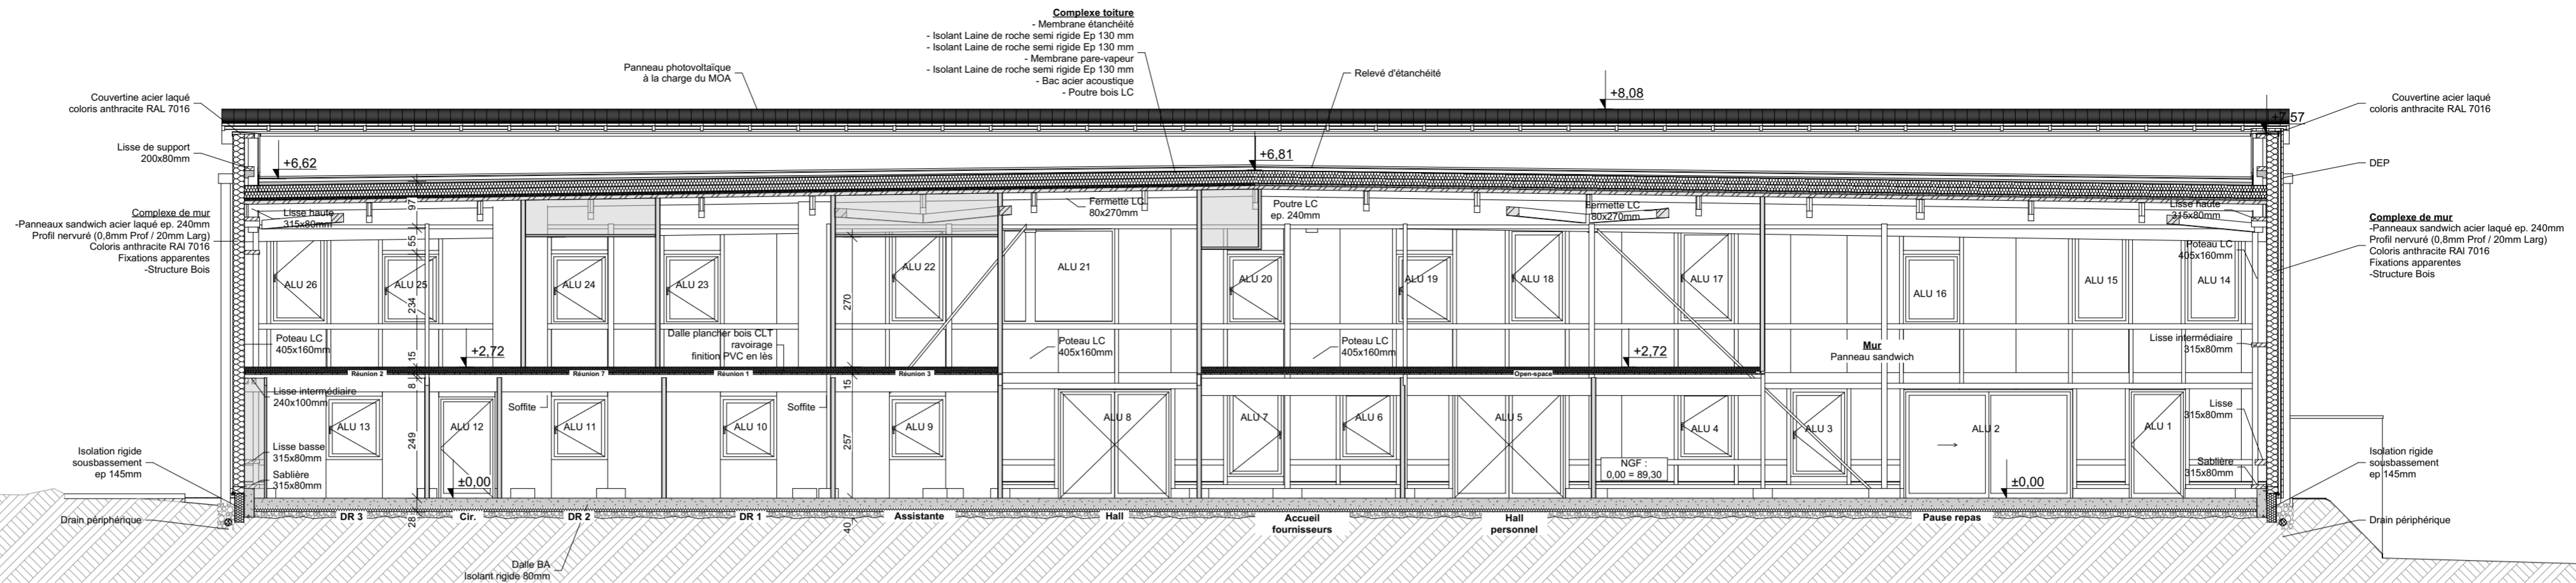 Complexe toiture
- Membrane étanchéité
- Isolant Laine de roche semi rigide Ep 130 mm
- Isolant Laine de roche semi rigide Ep 130 mm
- Membrane pare-vapeur
- Isolant Laine de roche semi rigide Ep 130 mm
- Bac acier acoustique
- Poutre bois LC
Panneau photovoltaïque
à la charge du MOA
Relevé d'étanchéité
+8,08
Couvertine acier laqué
coloris anthracite RAL 7016
Couvertine acier laqué
coloris anthracite RAL 7016
+7,57
Lisse de support
200x80mm
+6,62
+6,81
DEP
Complexe de mur
-Panneaux sandwich acier laqué ep. 240mm
Profil nervuré (0,8mm Prof / 20mm Larg)
Coloris anthracite RAl 7016
Fixations apparentes
-Structure Bois
Lisse haute
315x80mm
97
Fermette LC
80x270mm
Poutre LC
ep. 240mm
Fermette LC
80x270mm
Lisse haute
315x80mm
Complexe de mur
-Panneaux sandwich acier laqué ep. 240mm
Profil nervuré (0,8mm Prof / 20mm Larg)
Coloris anthracite RAl 7016
Fixations apparentes
-Structure Bois
55
Poteau LC
405x160mm
ALU 26
ALU 25
ALU 24
ALU 23
ALU 22
ALU 21
ALU 20
ALU 19
ALU 18
ALU 17
ALU 16
ALU 15
ALU 14
234
270
Poteau LC
405x160mm
Dalle plancher bois CLT
ravoirage
finition PVC en lès
Poteau LC
405x160mm
Poteau LC
405x160mm
Mur
Panneau sandwich
Lisse intermédiaire
315x80mm
15
+2,72
+2,72
Réunion 2
Réunion 7
Réunion 1
Réunion 3
Open-space
8
15
Lisse intermédiaire
240x100mm
Soffite
Soffite
Lisse
315x80mm
ALU 13
ALU 12
ALU 11
ALU 10
ALU 9
ALU 8
ALU 7
ALU 6
ALU 5
ALU 4
ALU 3
ALU 2
ALU 1
249
257
Isolation rigide
sousbassement
ep 145mm
Lisse basse
315x80mm
Sablière
315x80mm
NGF :
0,00 = 89,30
Sablière
315x80mm
Isolation rigide
sousbassement
ep 145mm
±0,00
±0,00
Drain périphérique
DR 3
28
Cir.
DR 2
DR 1
40
Assistante
Hall
Accueil
fournisseurs
Hall
personnel
Pause repas
Drain périphérique
Dalle BA
Isolant rigide 80mm